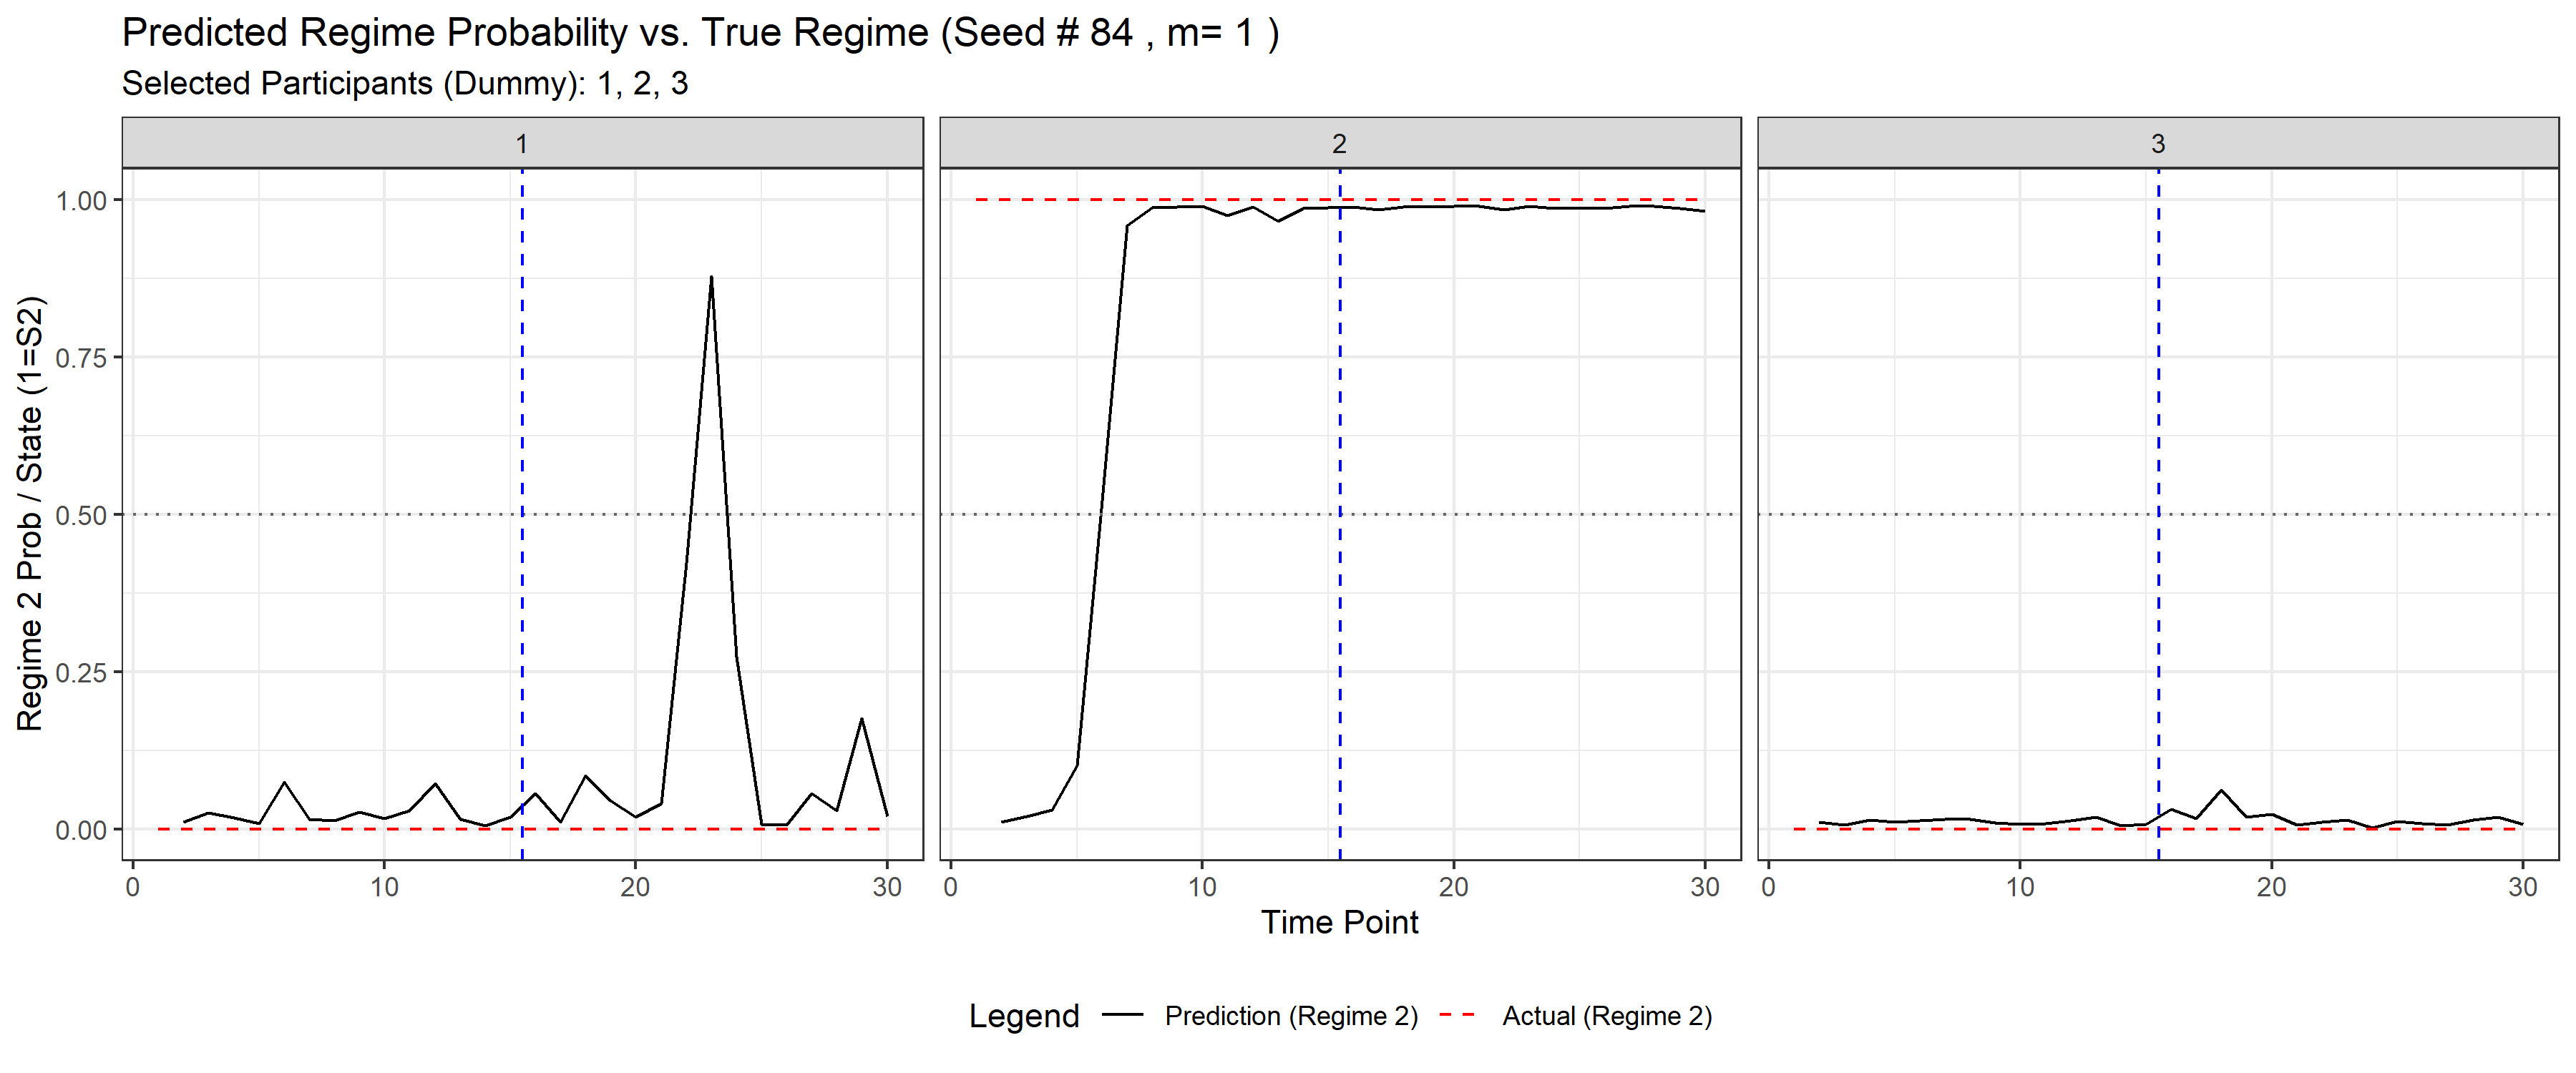 Predicted Regime Probability vs. True Regime (Seed # 84 , m= 1 )
Selected Participants (Dummy): 1, 2, 3
1 2 3
Regime 2 Prob / State (1=S2)
1.00
0.75
0.50
0.25
0.00
0 10 20 30 0 10 20 30 0 10 20 30
Time Point
Legend Prediction (Regime 2) Actual (Regime 2)